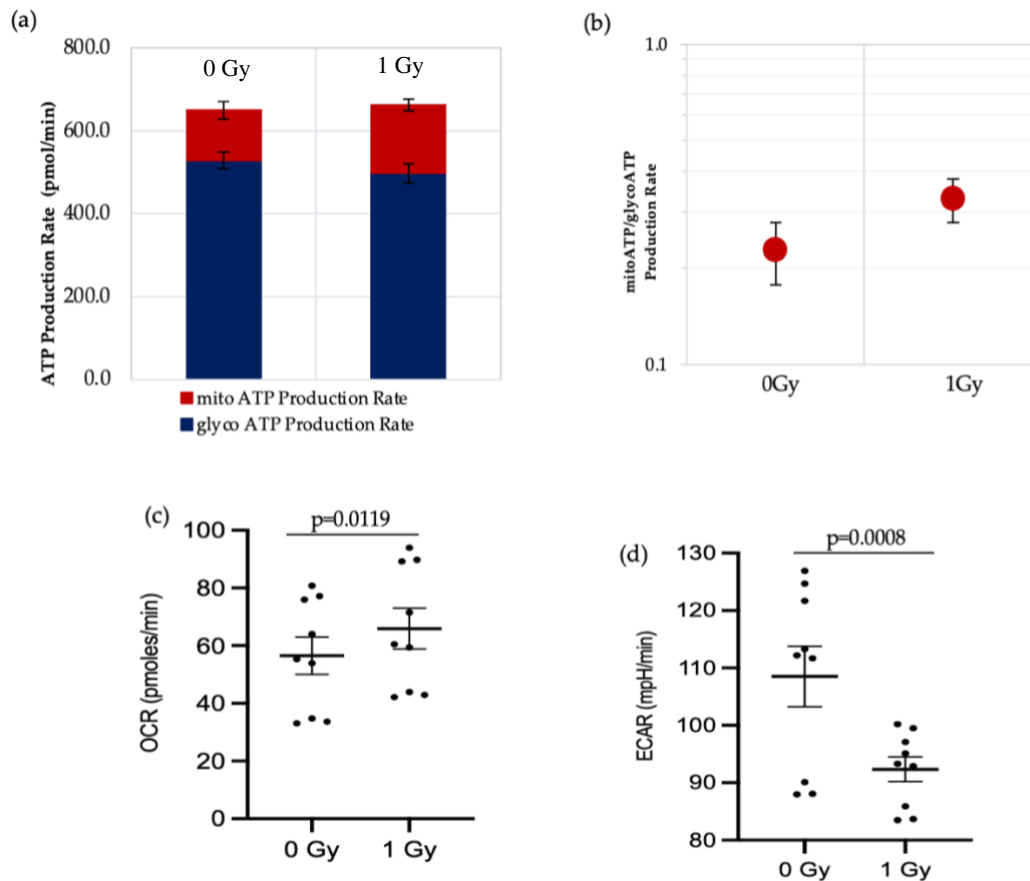 (a)
ATP Production Rate (pmol/min)
800.0
600.0
400.0
200.0
0.0
0 Gy
1 Gy
mito ATP Production Rate
glyco ATP Production Rate
(b)
mitoATP/glycoATP
Production Rate
1.0
0.1
0Gy
1Gy
(c)
p=0.0119
OCR (pmoles/min)
100
80
60
40
20
0
0 Gy
1 Gy
(d)
p=0.0008
ECAR (mpH/min)
130
120
110
100
90
80
0 Gy
1 Gy